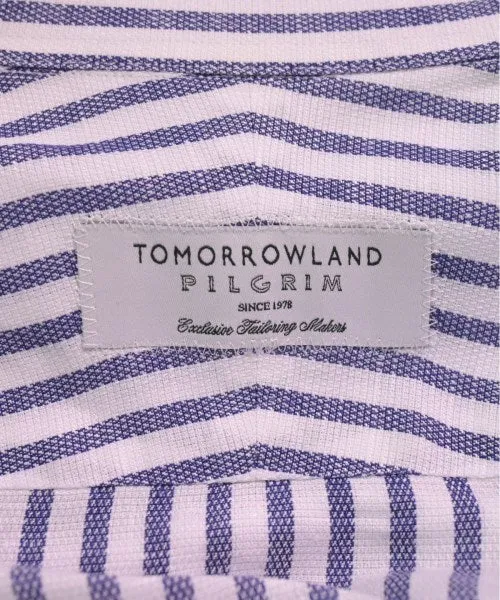 TOMORROWLAND
PILGRIM
SINCE 1978
Exclusive Tailoring Makers